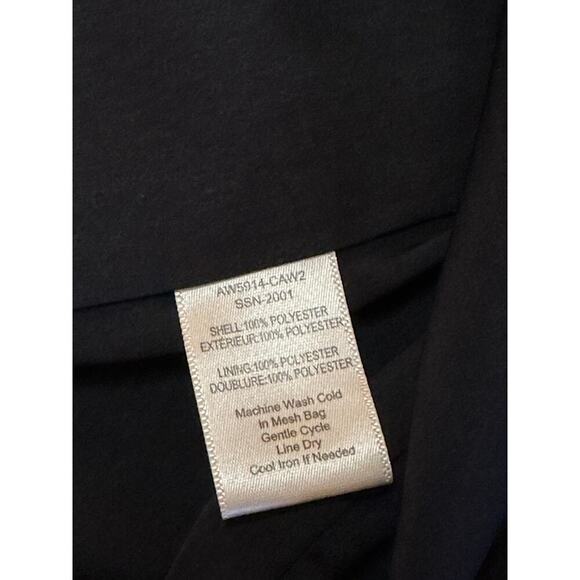 AW5914-CAW2
SSN-2001
SHELL:100% POLYESTER
EXTÉRIEUR:100% POLYESTER
LINING:100% POLYESTER
DOUBLURE:100% POLYESTER
Machine Wash Cold
In Mesh Bag
Gentle Cycle
Line Dry
Cool Iron If Needed